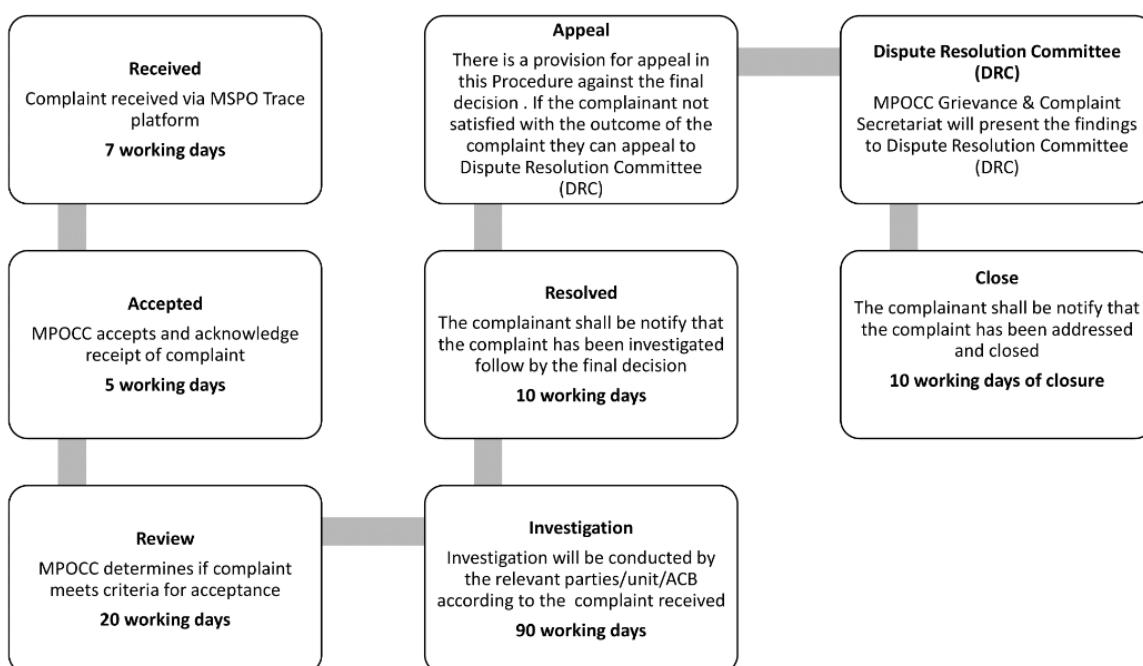 Received
Complaint received via MSPO Trace
platform
7 working days
Accepted
MPOCC accepts and acknowledge
receipt of complaint
5 working days
Review
MPOCC determines if complaint
meets criteria for acceptance
20 working days
Investigation
Investigation will be conducted by
the relevant parties/unit/ACB
according to the complaint received
90 working days
Resolved
The complainant shall be notify that
the complaint has been investigated
follow by the final decision
10 working days
Appeal
There is a provision for appeal in
this Procedure against the final
decision . If the complainant not
satisfied with the outcome of the
complaint they can appeal to
Dispute Resolution Committee
(DRC)
Dispute Resolution Committee
(DRC)
MPOCC Grievance & Complaint
Secretariat will present the findings
to Dispute Resolution Committee
(DRC)
Close
The complainant shall be notify that
the complaint has been addressed
and closed
10 working days of closure